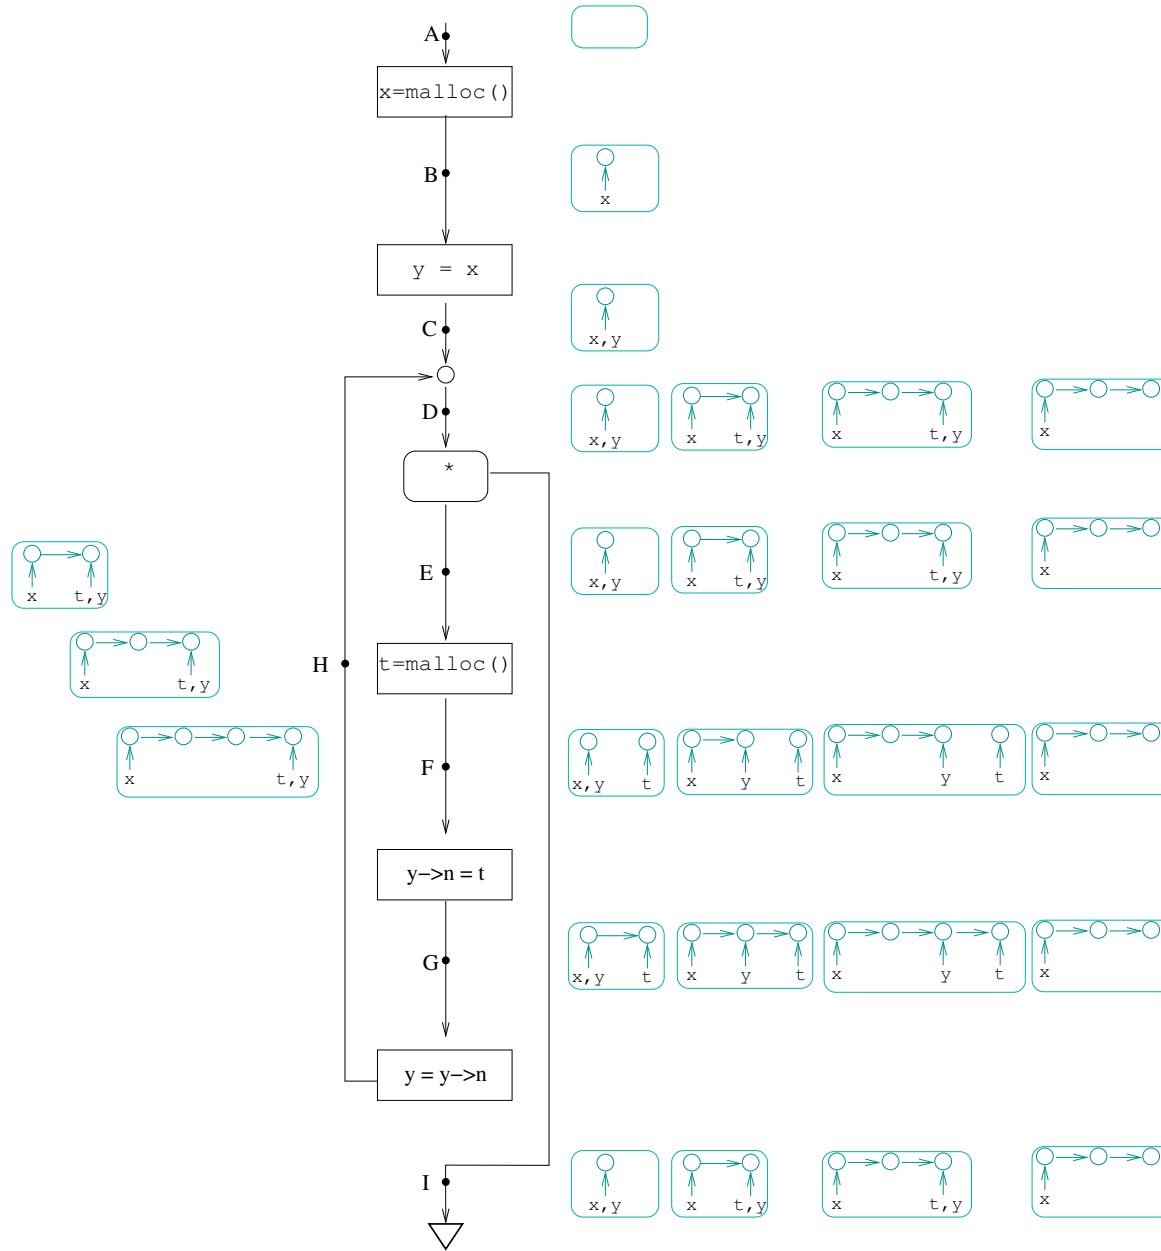 A
x=malloc()
B
x
y = x
C
x,y
D
x,y x t,y x t,y x
*
E
x,y x t,y x t,y x
x t,y
t=malloc()
H
x t,y
x t,y
F
x,y t x y t x y t x
y->n = t
G
x,y t x y t x y t x
y = y->n
I
x,y x t,y x t,y x